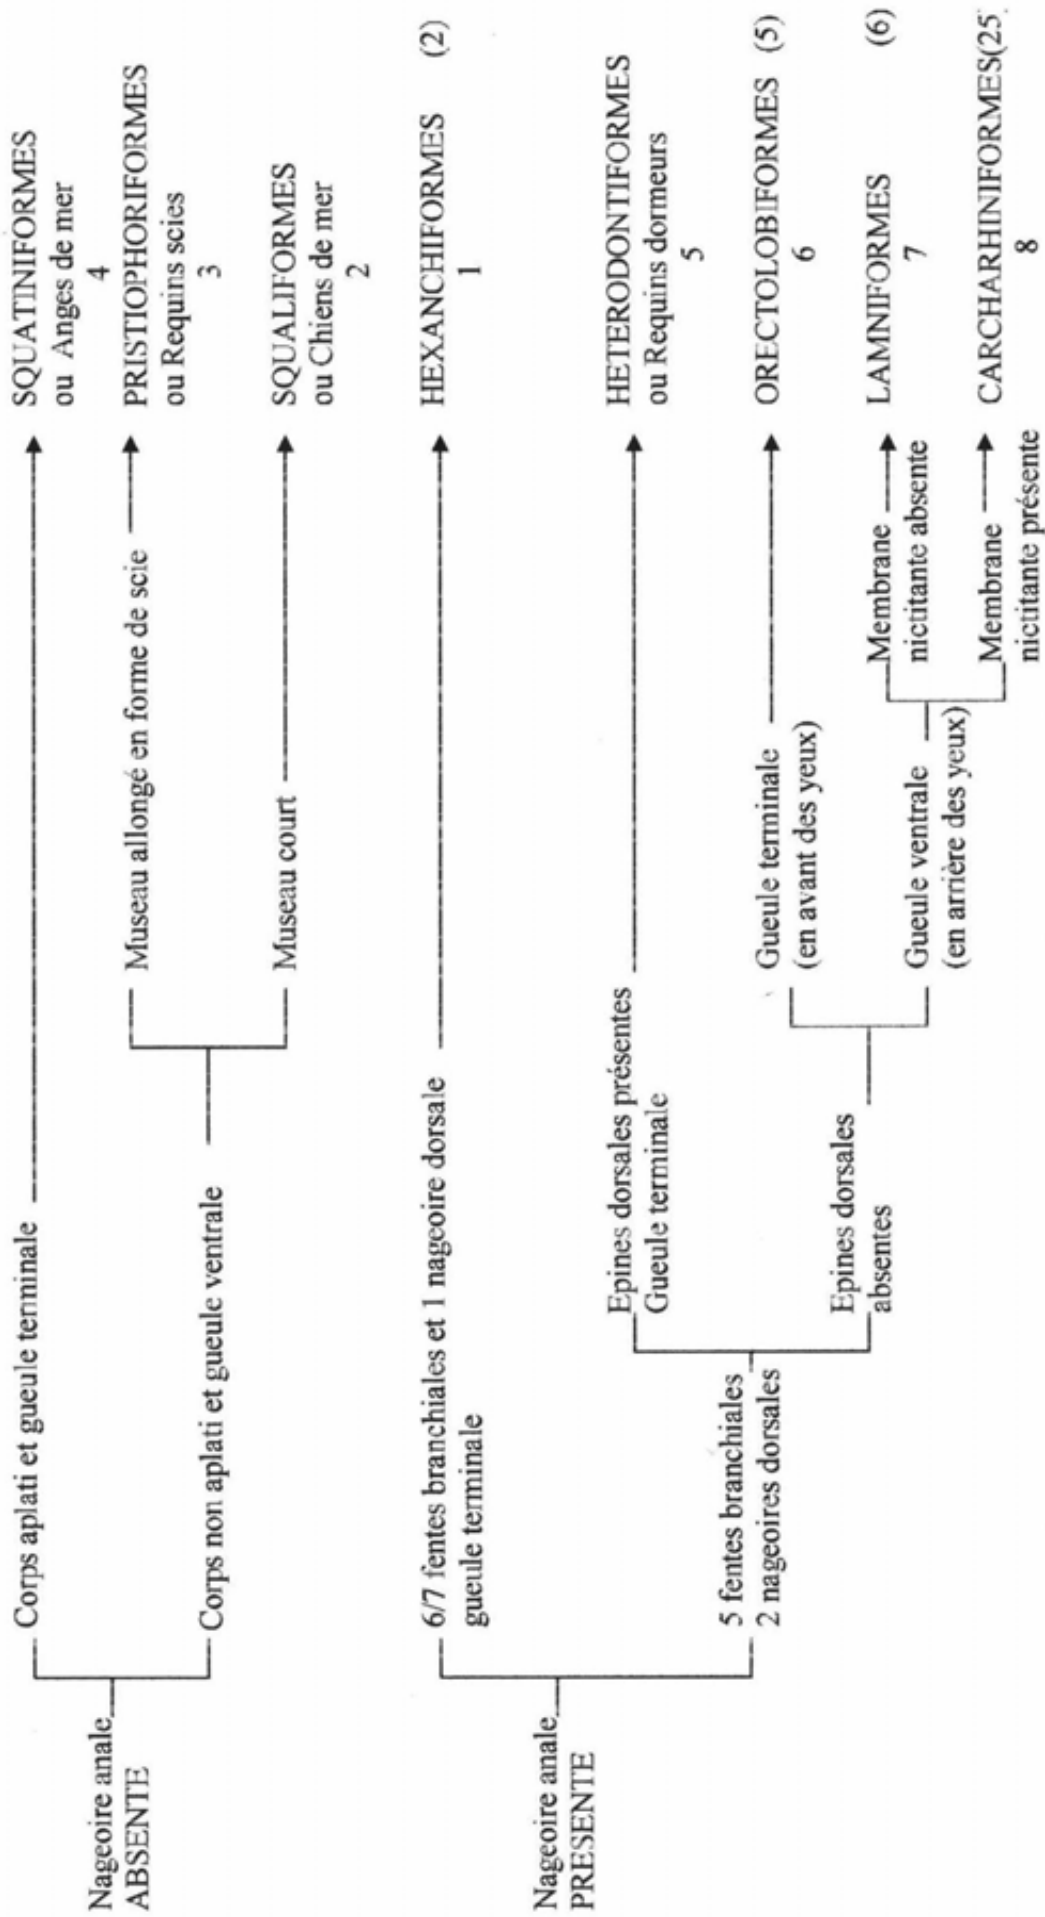 Nageoire anale
ABSENTE
Corps aplati et gueule terminale
SQUATINIFORMES
ou Anges de mer
4
Corps non aplati et gueule ventrale
Museau allongé en forme de scie
PRISTIOPHORIFORMES
ou Requins scies
3
Museau court
SQUALIFORMES
ou Chiens de mer
2
Nageoire anale
PRESENTE
6/7 fentes branchiales et 1 nageoire dorsale
gueule terminale
HEXANCHIFORMES (2)
1
5 fentes branchiales
2 nageoires dorsales
Epines dorsales présentes
Gueule terminale
HETERODONTIFORMES
ou Requins dormeurs
5
Epines dorsales
absentes
Gueule terminale
(en avant des yeux)
ORECTOLOBIFORMES (5)
6
Gueule ventrale
(en arrière des yeux)
Membrane
nictitante absente
LAMNIFORMES (6)
7
Membrane
nictitante présente
CARCHARHINIFORMES(25
8